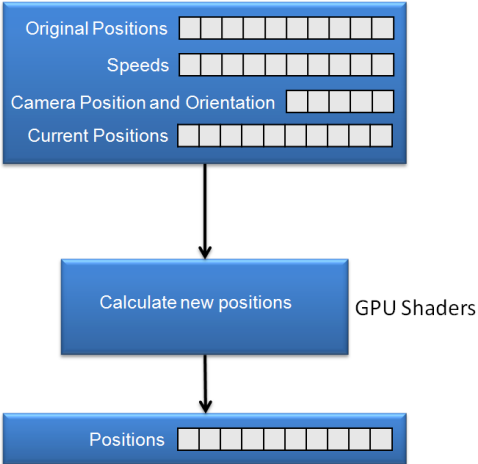 Original Positions
Speeds
Camera Position and Orientation
Current Positions
Calculate new positions
GPU Shaders
Positions